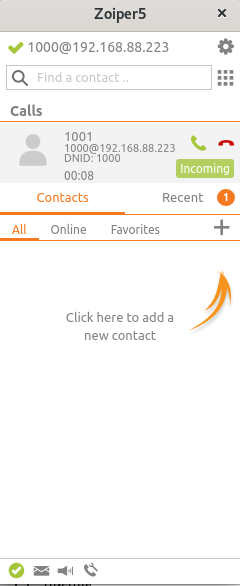 Zoiper5
1000@192.168.88.223
Find a contact ..
Calls
1001
1000@192.168.88.223
DNID: 1000
00:08
Incoming
Contacts
Recent 1
All Online Favorites
Click here to add a
new contact